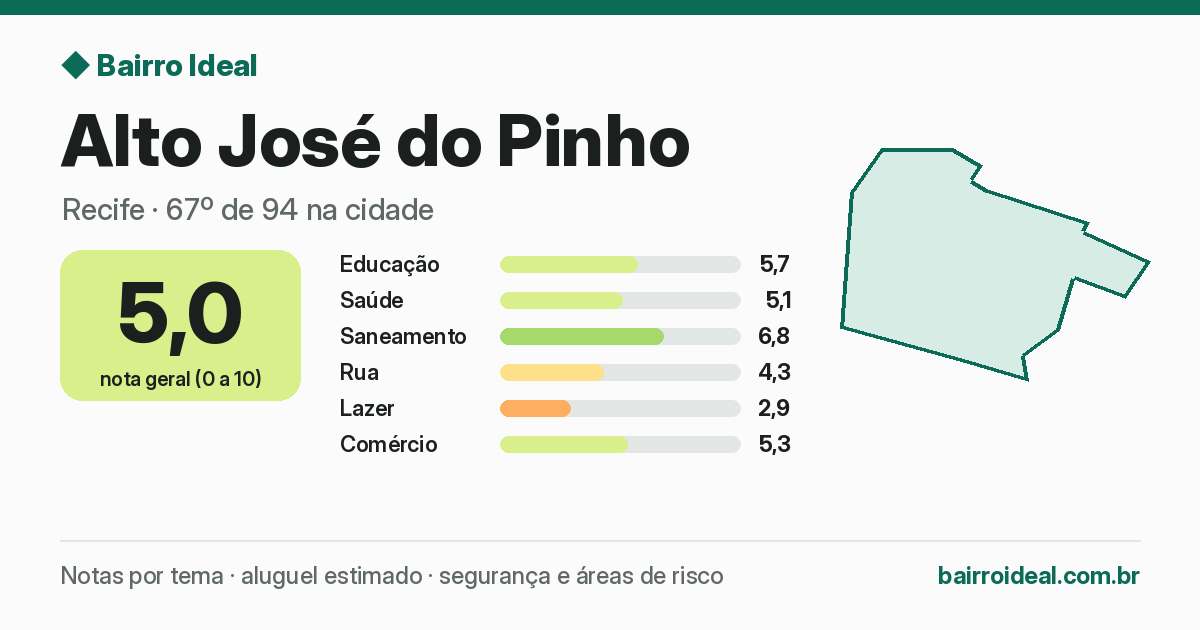 Bairro Ideal
Alto José do Pinho
Recife · 67º de 94 na cidade
5,0
nota geral (0 a 10)
Educação 5,7
Saúde 5,1
Saneamento 6,8
Rua 4,3
Lazer 2,9
Comércio 5,3
Notas por tema · aluguel estimado · segurança e áreas de risco
bairroideal.com.br